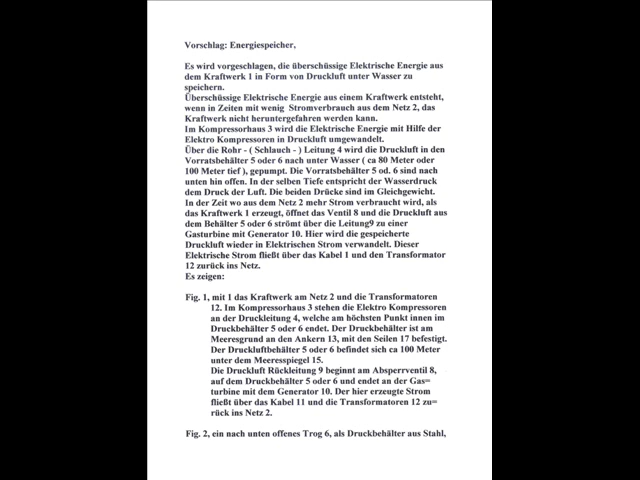 Vorschlag: Energiespeicher,
Es wird vorgeschlagen, die überschüssige Elektrische Energie aus
dem Kraftwerk 1 in Form von Druckluft unter Wasser zu
speichern.
Überschüssige Elektrische Energie aus einem Kraftwerk entsteht,
wenn in Zeiten mit wenig Stromverbrauch aus dem Netz 2, das
Kraftwerk nicht heruntergefahren werden kann.
Im Kompressorhaus 3 wird die Elektrische Energie mit Hilfe der
Elektro Kompressoren in Druckluft umgewandelt.
Über die Rohr - ( Schlauch - ) Leitung 4 wird die Druckluft in den
Vorratsbehälter 5 oder 6 nach unter Wasser ( ca 80 Meter oder
100 Meter tief ), gepumpt. Die Vorratsbehälter 5 od. 6 sind nach
unten hin offen. In der selben Tiefe entspricht der Wasserdruck
dem Druck der Luft. Die beiden Drücke sind im Gleichgewicht.
In der Zeit wo aus dem Netz 2 mehr Strom verbraucht wird, als
das Kraftwerk 1 erzeugt, öffnet das Ventil 8 und die Druckluft aus
dem Behälter 5 oder 6 strömt über die Leitung9 zu einer
Gasturbine mit Generator 10. Hier wird die gespeicherte
Druckluft wieder in Elektrischen Strom verwandelt. Dieser
Elektrische Strom fließt über das Kabel 1 und den Transformator
12 zurück ins Netz.
Es zeigen:
Fig. 1, mit 1 das Kraftwerk am Netz 2 und die Transformatoren
12. Im Kompressorhaus 3 stehen die Elektro Kompressoren
an der Druckleitung 4, welche am höchsten Punkt innen im
Druckbehälter 5 oder 6 endet. Der Druckbehälter ist am
Meeresgrund an den Ankern 13, mit den Seilen 17 befestigt.
Der Druckluftbehälter 5 oder 6 befindet sich ca 100 Meter
unter dem Meeresspiegel 15.
Die Druckluft Rückleitung 9 beginnt am Absperrventil 8,
auf dem Druckbehälter 5 oder 6 und endet an der Gas=
turbine mit dem Generator 10. Der hier erzeugte Strom
fließt über das Kabel 11 und die Transformatoren 12 zu=
rück ins Netz 2.
Fig. 2, ein nach unten offenes Trog 6, als Druckbehälter aus Stahl,